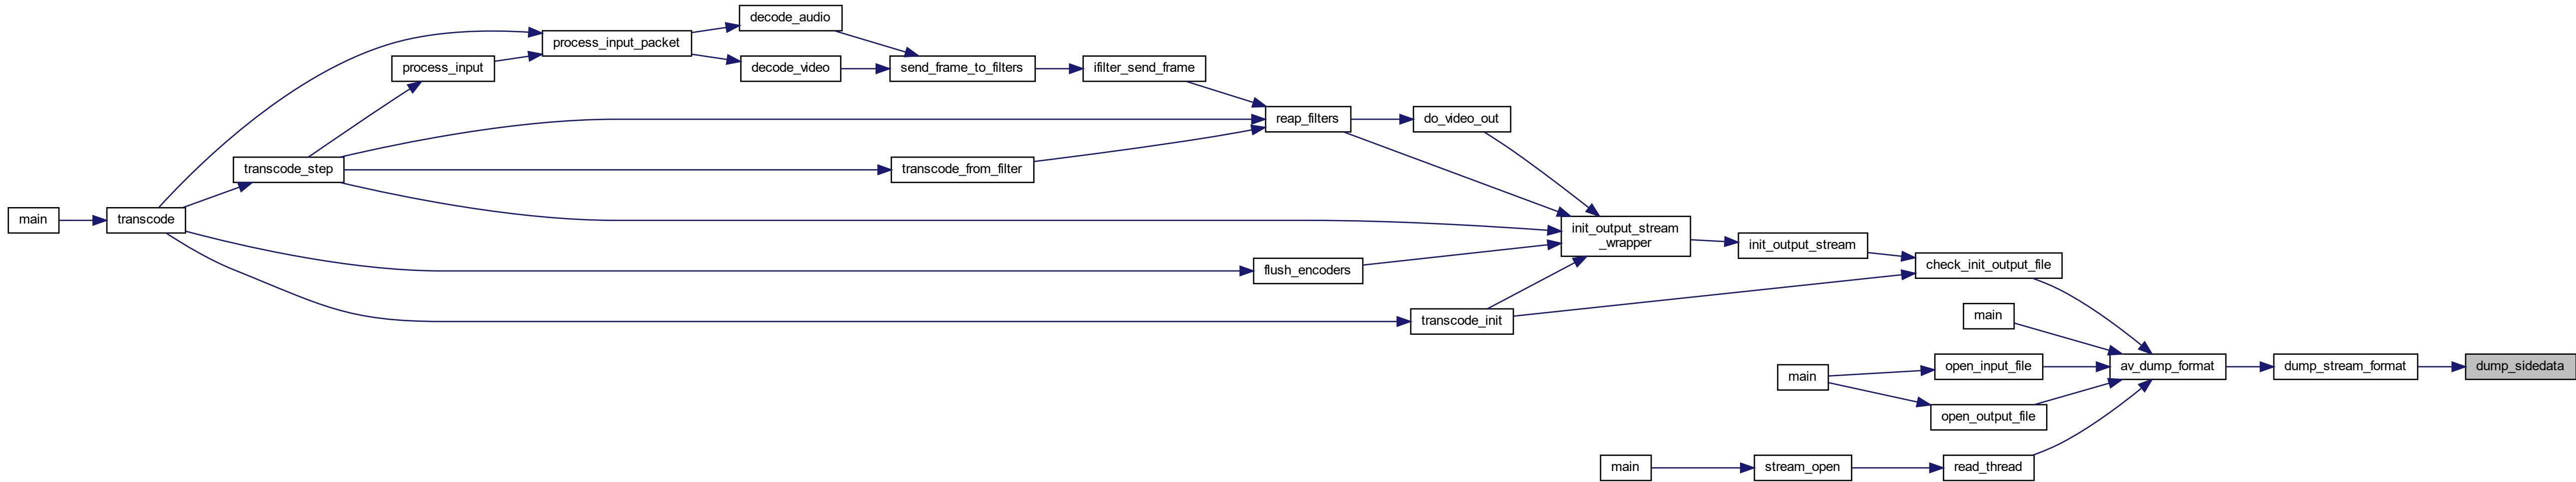 decode_audio
process_input_packet
process_input
decode_video
send_frame_to_filters
ifilter_send_frame
reap_filters
do_video_out
transcode_step
transcode_from_filter
main
transcode
init_output_stream
_wrapper
init_output_stream
flush_encoders
check_init_output_file
transcode_init
main
main
open_input_file
av_dump_format
dump_stream_format
dump_sidedata
open_output_file
main
stream_open
read_thread